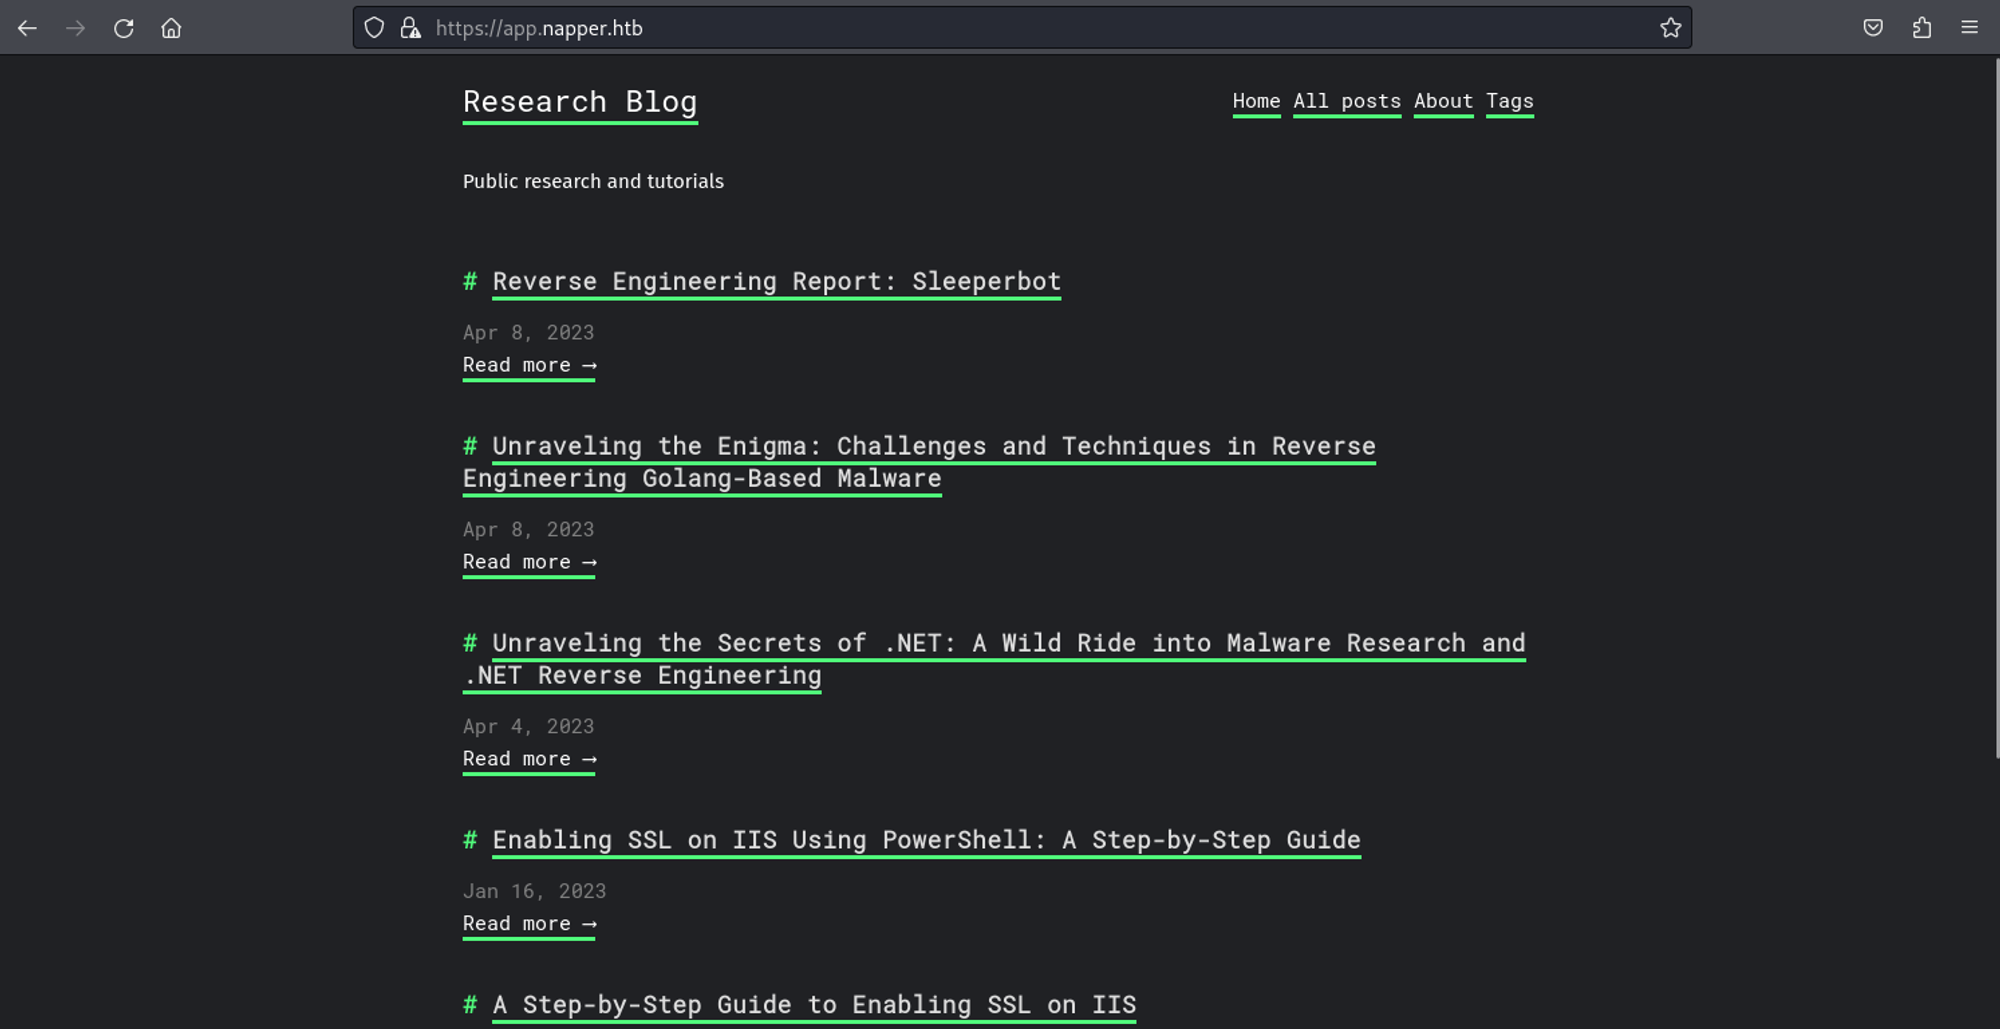 https://app.napper.htb
Research Blog
Home All posts About Tags
Public research and tutorials
# Reverse Engineering Report: Sleeperbot
Apr 8, 2023
Read more →
# Unraveling the Enigma: Challenges and Techniques in Reverse
Engineering Golang-Based Malware
Apr 8, 2023
Read more →
# Unraveling the Secrets of .NET: A Wild Ride into Malware Research and
.NET Reverse Engineering
Apr 4, 2023
Read more →
# Enabling SSL on IIS Using PowerShell: A Step-by-Step Guide
Jan 16, 2023
Read more →
# A Step-by-Step Guide to Enabling SSL on IIS